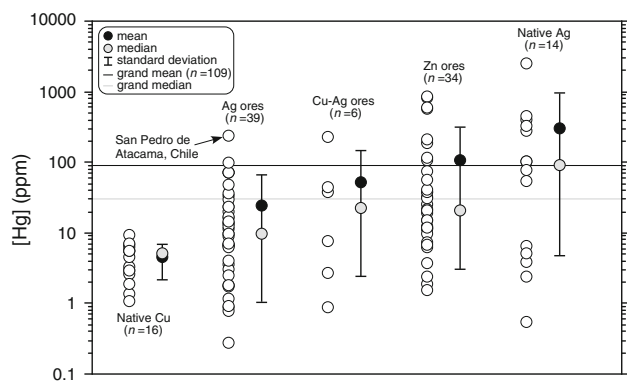 10000
1000
100
10
1
0.1
[Hg] (ppm)
mean
median
standard deviation
grand mean (n=109)
grand median
San Pedro de
Atacama, Chile
Native Cu
(n=16)
Ag ores
(n=39)
Cu-Ag ores
(n=6)
Zn ores
(n=34)
Native Ag
(n=14)